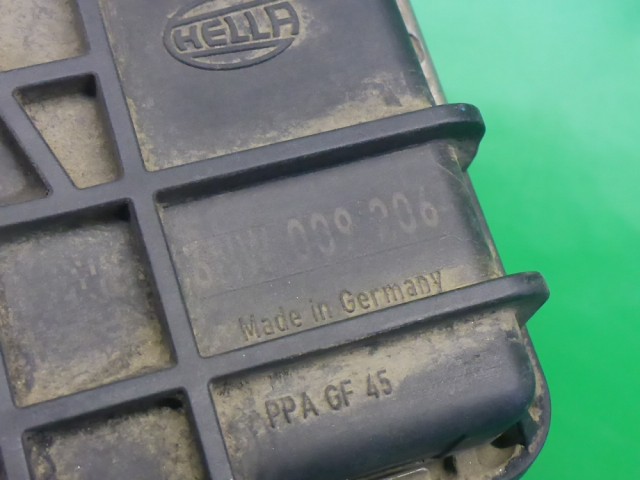 HELLA
6NW 009 206
Made in Germany
PPA GF 45